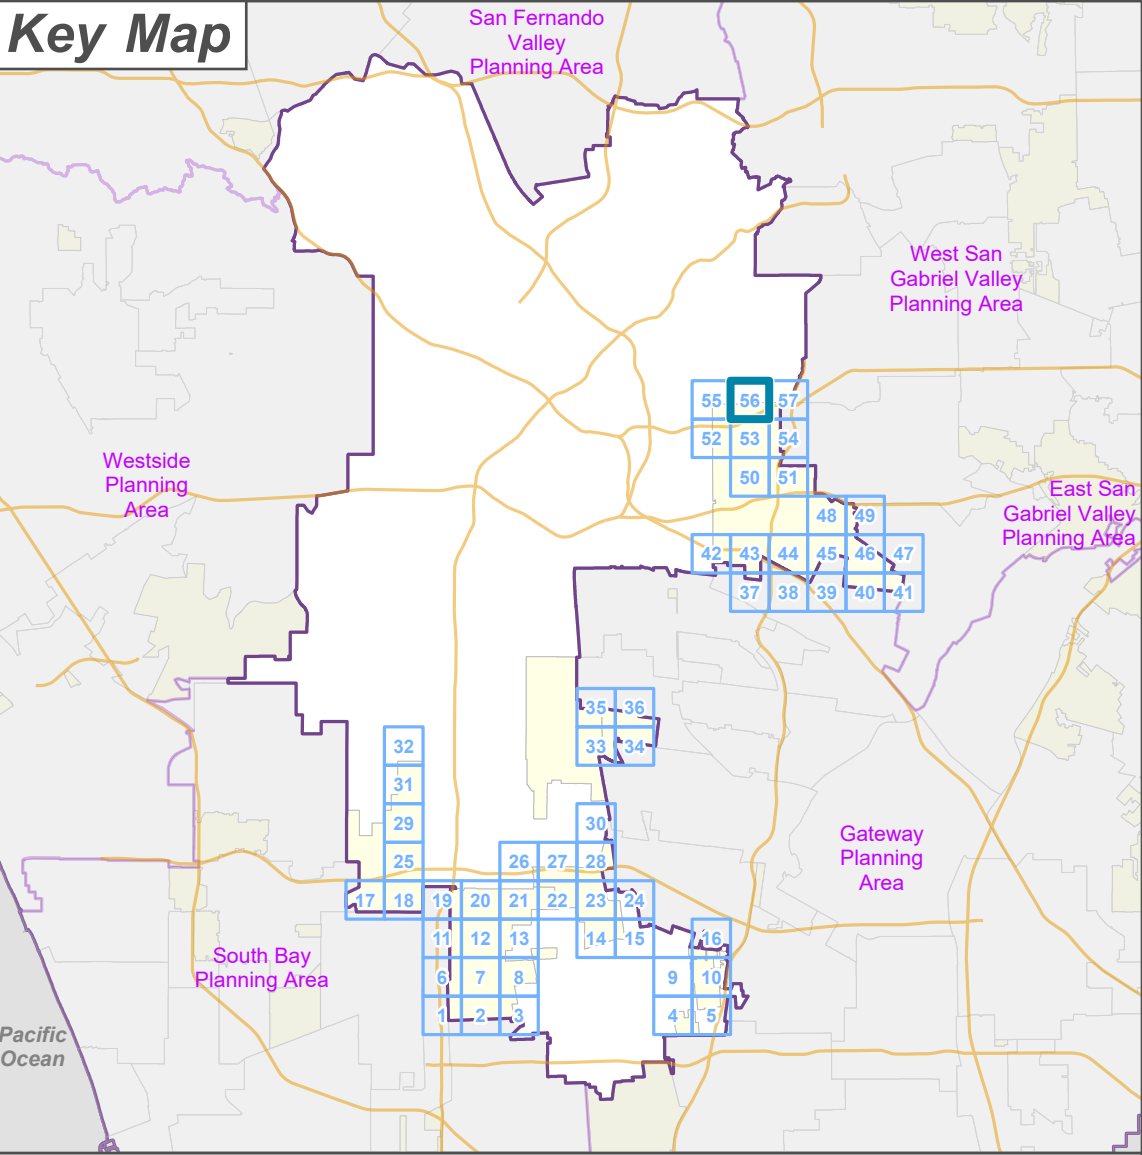 Key Map
San Fernando
Valley
Planning Area
West San
Gabriel Valley
Planning Area
55 56 57
52 53 54
Westside
Planning
Area
50 51
East San
Gabriel Valley
Planning Area
48 49
42 43 44 45 46 47
37 38 39 40 41
35 36
33 34
32
31
29
30
Gateway
Planning
Area
25
26 27 28
17 18 19 20 21 22 23 24
11 12 13
14 15
16
South Bay
Planning Area
6 7 8
9 10
1 2 3
4 5
Pacific
Ocean